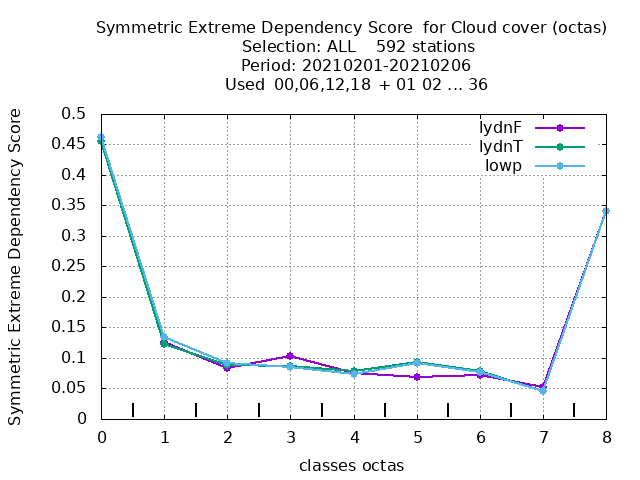 Symmetric Extreme Dependency Score for Cloud cover (octas)
Selection: ALL 592 stations
Period: 20210201-20210206
Used 00,06,12,18 + 01 02 ... 36
Symmetric Extreme Dependency Score
0.5
0.45
0.4
0.35
0.3
0.25
0.2
0.15
0.1
0.05
0
lydnF
lydnT
lowp
0 1 2 3 4 5 6 7 8
classes octas